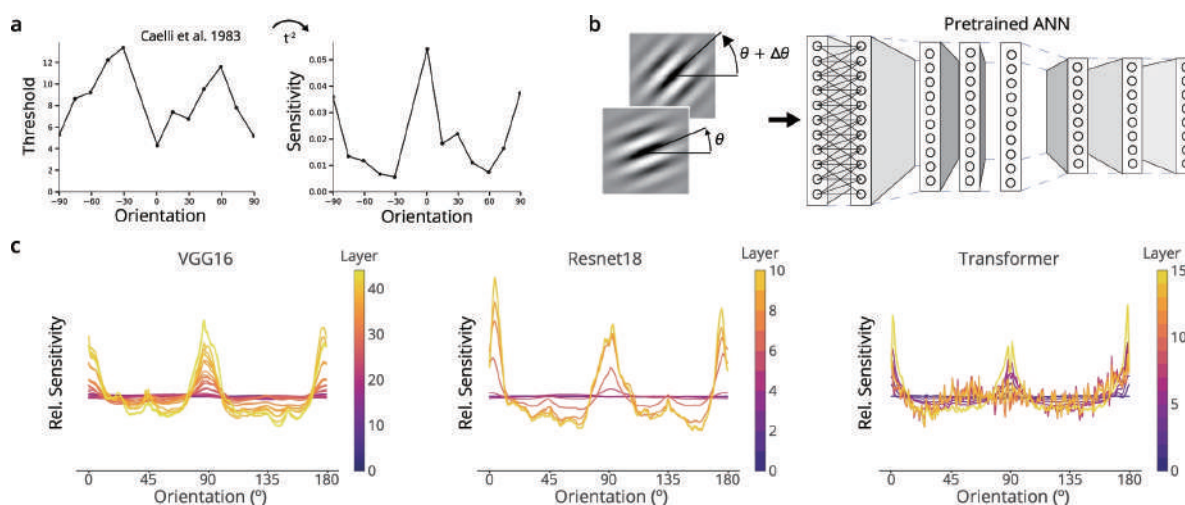 a
Caelli et al. 1983
t⁻²
Threshold
12
10
8
6
4
2
0
−90 −60 −30 0 30 60 90
Orientation
Sensitivity
0.05
0.04
0.03
0.02
0.01
0.00
−90 −60 −30 0 30 60 90
Orientation
b
θ + Δθ
θ
Pretrained ANN
c
VGG16
Layer
40
30
20
10
0
Rel. Sensitivity
0 45 90 135 180
Orientation (º)
Resnet18
Layer
10
8
6
4
2
0
Rel. Sensitivity
0 45 90 135 180
Orientation (º)
Transformer
Layer
15
10
5
0
Rel. Sensitivity
0 45 90 135 180
Orientation (º)